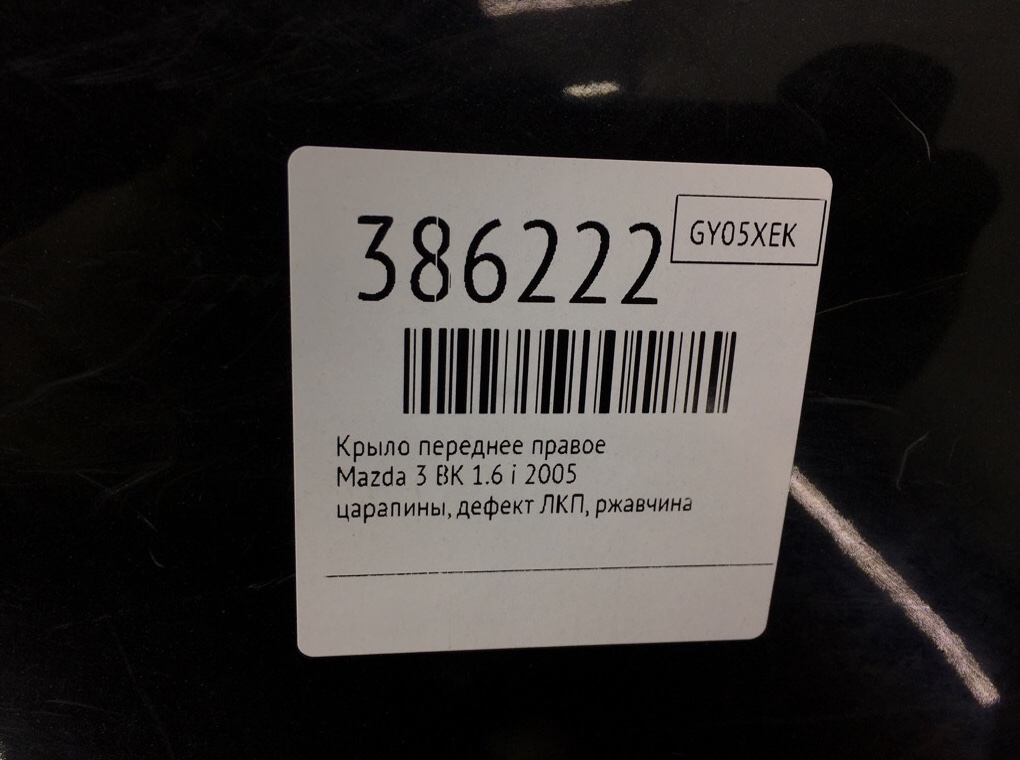 386222
GY05XEK
Крыло переднее правое
Mazda 3 BK 1.6 i 2005
царапины, дефект ЛКП, ржавчина